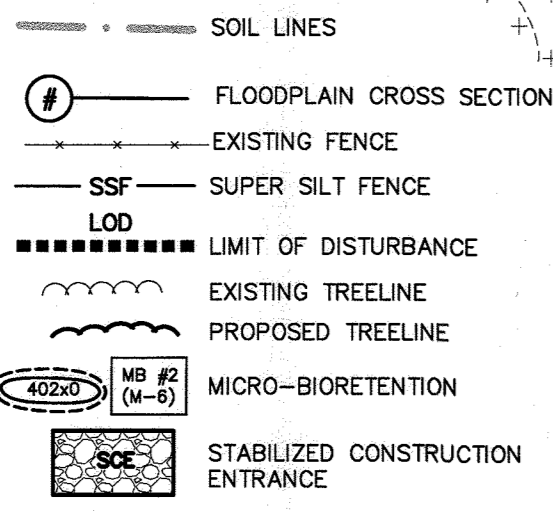 SOIL LINES
# FLOODPLAIN CROSS SECTION
x x x EXISTING FENCE
SSF SUPER SILT FENCE
LOD
LIMIT OF DISTURBANCE
EXISTING TREELINE
PROPOSED TREELINE
402x0 MB #2 (M-6) MICRO-BIORETENTION
SCE STABILIZED CONSTRUCTION
ENTRANCE